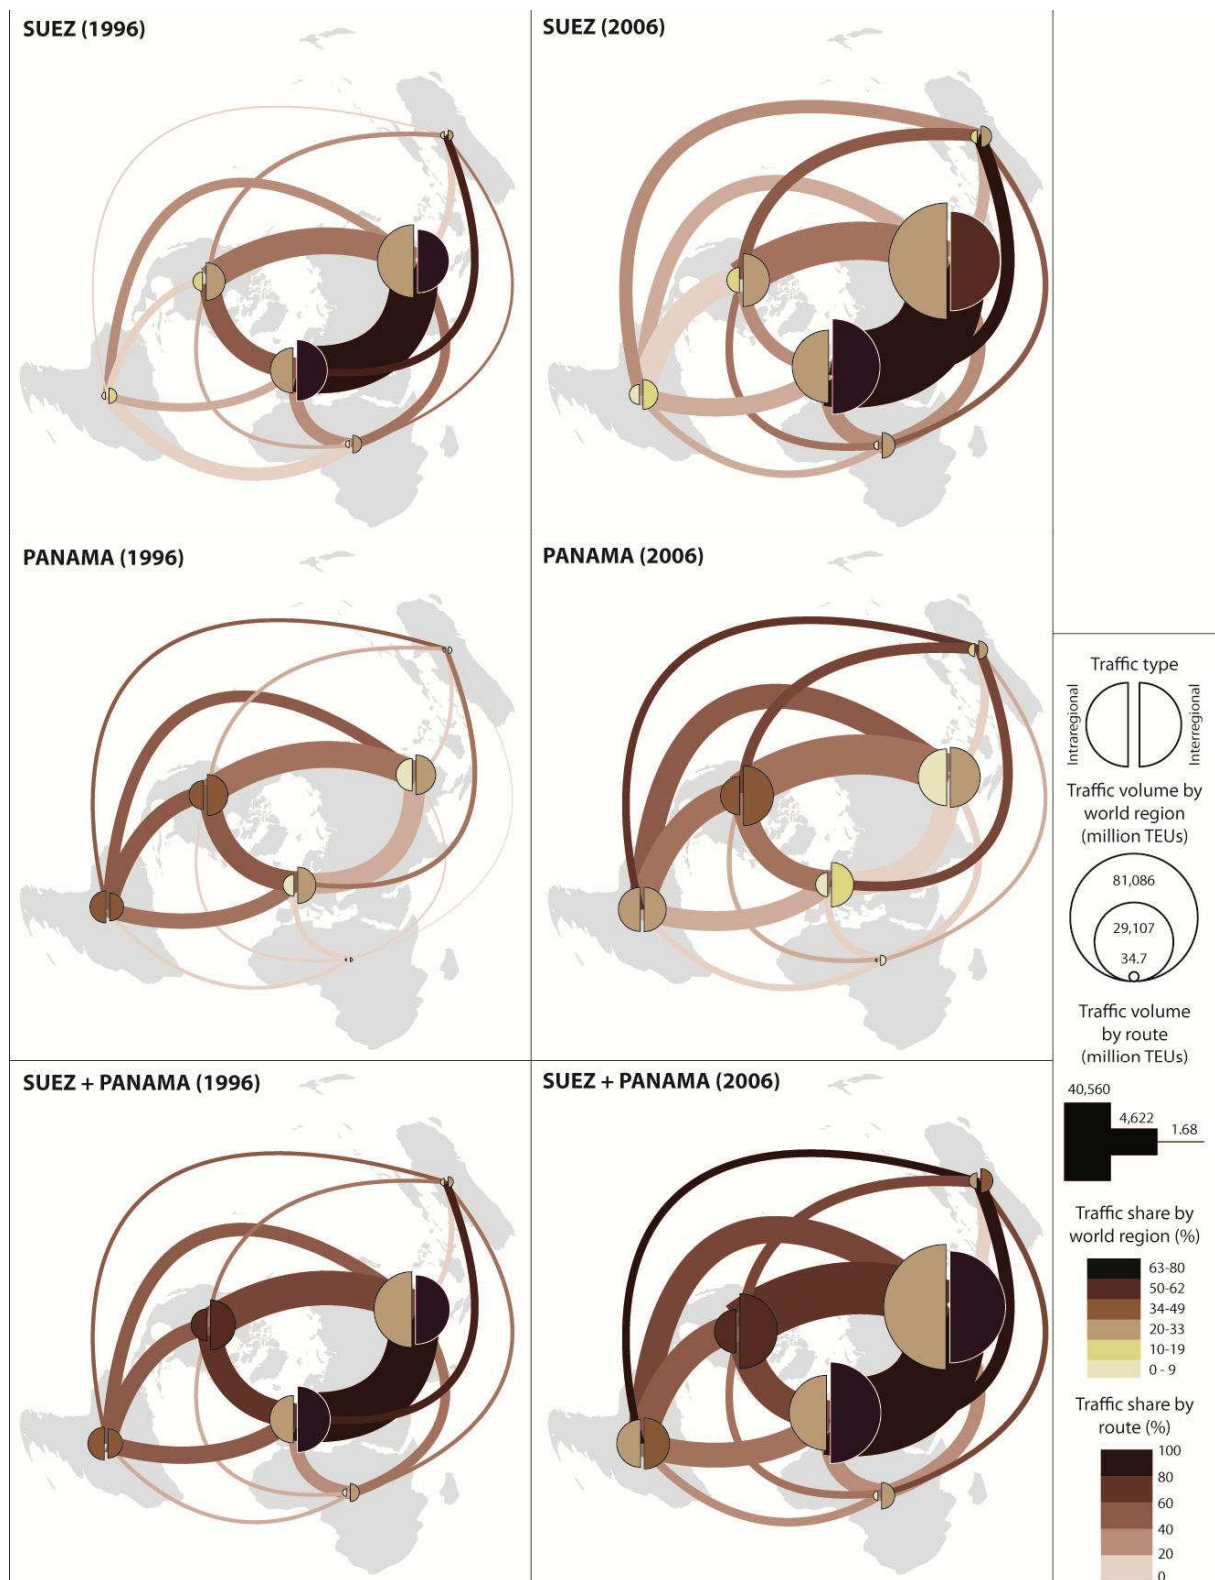 SUEZ (1996)
SUEZ (2006)
PANAMA (1996)
PANAMA (2006)
SUEZ + PANAMA (1996)
SUEZ + PANAMA (2006)
Traffic type
Intraregional
Interregional
Traffic volume by
world region
(million TEUs)
81,086
29,107
34.7
Traffic volume
by route
(million TEUs)
40,560
4,622
1.68
Traffic share by
world region (%)
63-80
50-62
34-49
20-33
10-19
0 - 9
Traffic share by
route (%)
100
80
60
40
20
0